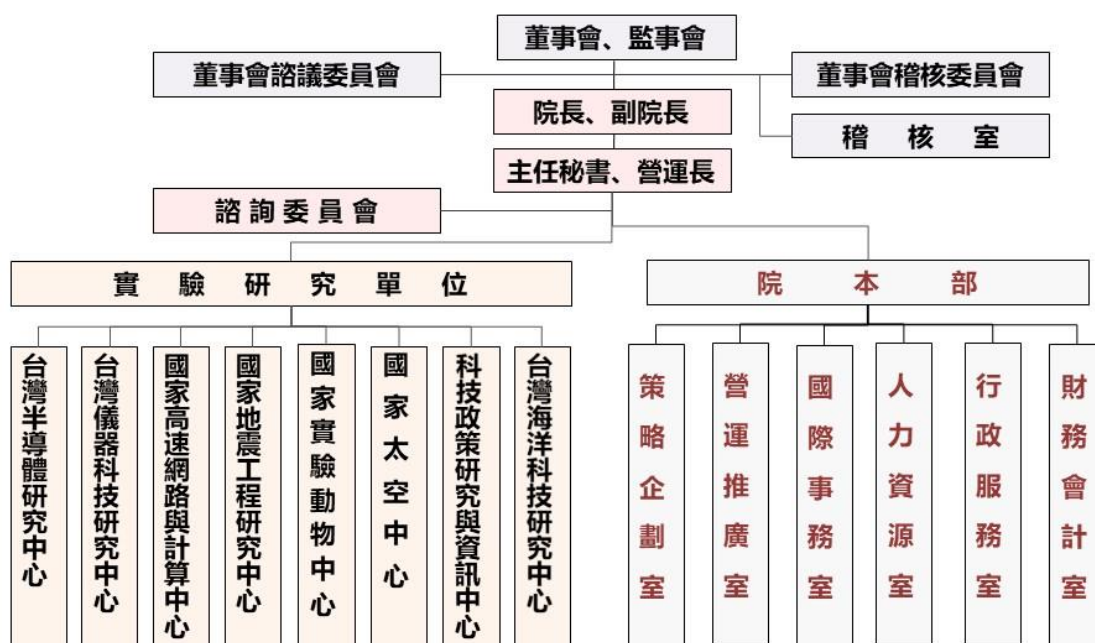 董事會、監事會
董事會諮議委員會
董事會稽核委員會
院長、副院長
稽核室
主任秘書、營運長
諮詢委員會
實驗研究單位
院本部
台灣半導體研究中心
台灣儀器科技研究中心
國家高速網路與計算中心
國家地震工程研究中心
國家實驗動物中心
國家太空中心
科技政策研究與資訊中心
台灣海洋科技研究中心
策略企劃室
營運推廣室
國際事務室
人力資源室
行政服務室
財務會計室